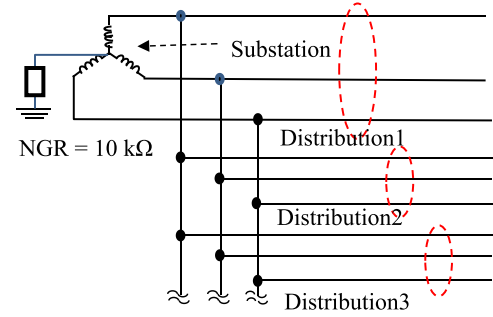 Substation
Distribution1
NGR = 10 kΩ
Distribution2
Distribution3